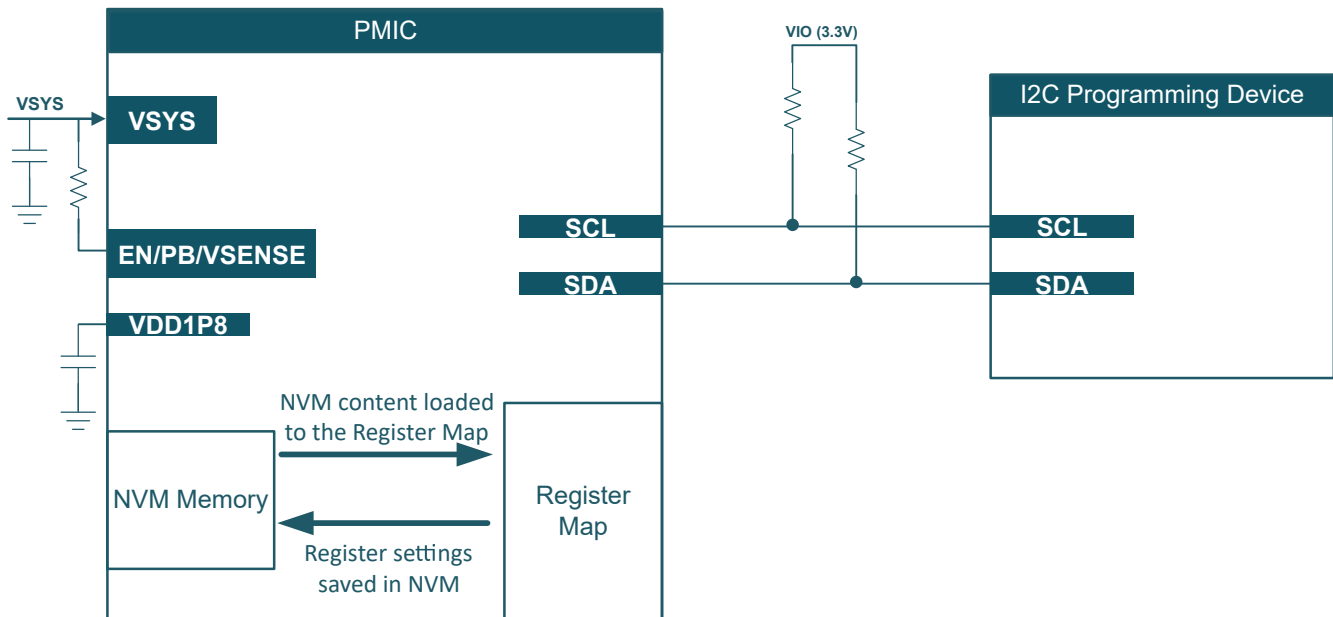 PMIC
VIO (3.3V)
I2C Programming Device
VSYS
VSYS
SCL
SCL
EN/PB/VSENSE
SDA
SDA
VDD1P8
NVM content loaded
to the Register Map
NVM Memory
Register
Map
Register settings
saved in NVM